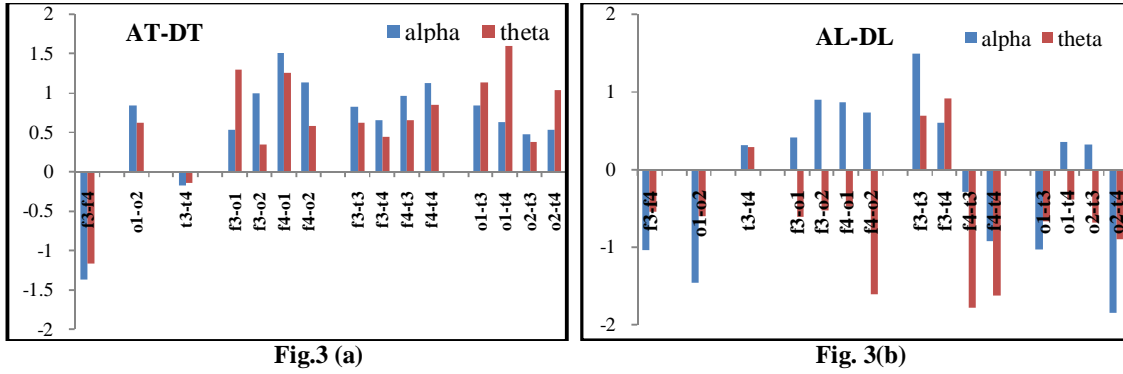 AT-DT
alpha theta
2
1.5
1
0.5
0
-0.5
-1
-1.5
-2
f3-f4
o1-o2
t3-t4
f3-o1
f3-o2
f4-o1
f4-o2
f3-t3
f3-t4
f4-t3
f4-t4
o1-t3
o1-t4
o2-t3
o2-t4
Fig.3 (a)
AL-DL
alpha theta
2
1
0
-1
-2
f3-f4
o1-o2
t3-t4
f3-o1
f3-o2
f4-o1
f4-o2
f3-t3
f3-t4
f4-t3
f4-t4
o1-t3
o1-t4
o2-t3
o2-t4
Fig. 3(b)